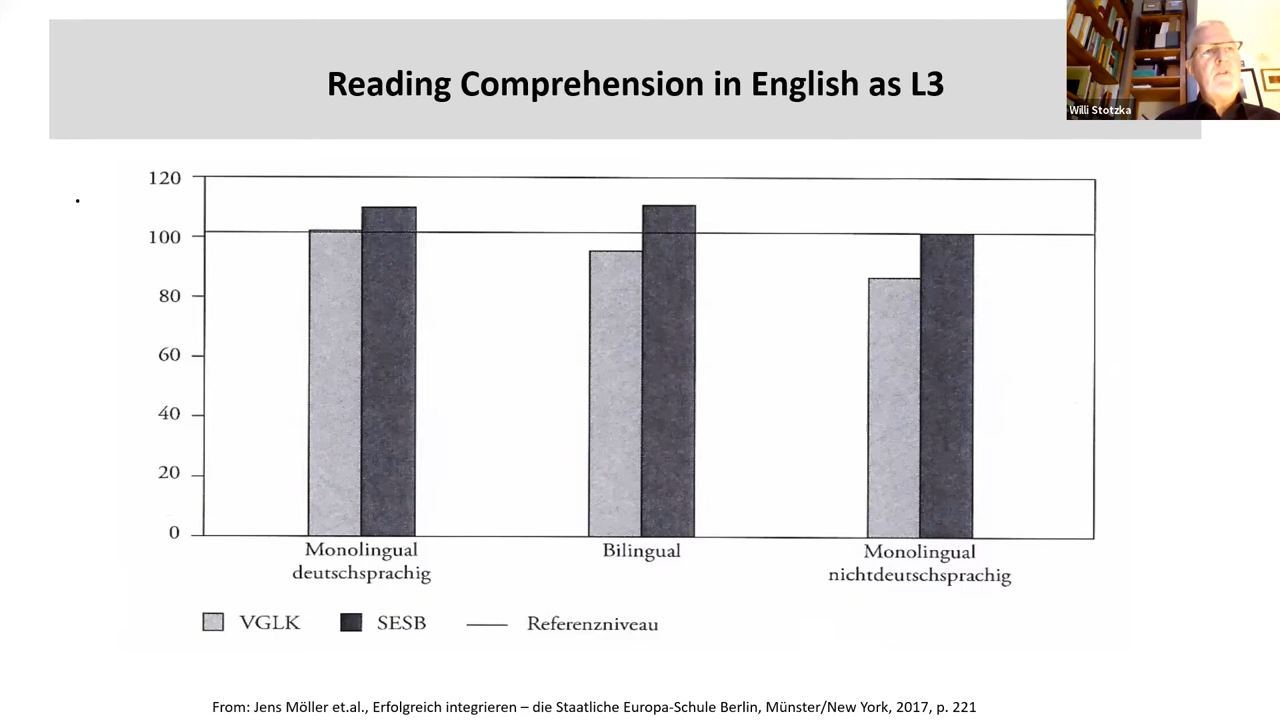 Reading Comprehension in English as L3
Willi Stotzka
.
120
100
80
60
40
20
0
Monolingual
deutschsprachig
Bilingual
Monolingual
nichtdeutschsprachig
VGLK
SESB
Referenzniveau
From: Jens Möller et.al., Erfolgreich integrieren – die Staatliche Europa-Schule Berlin, Münster/New York, 2017, p. 221